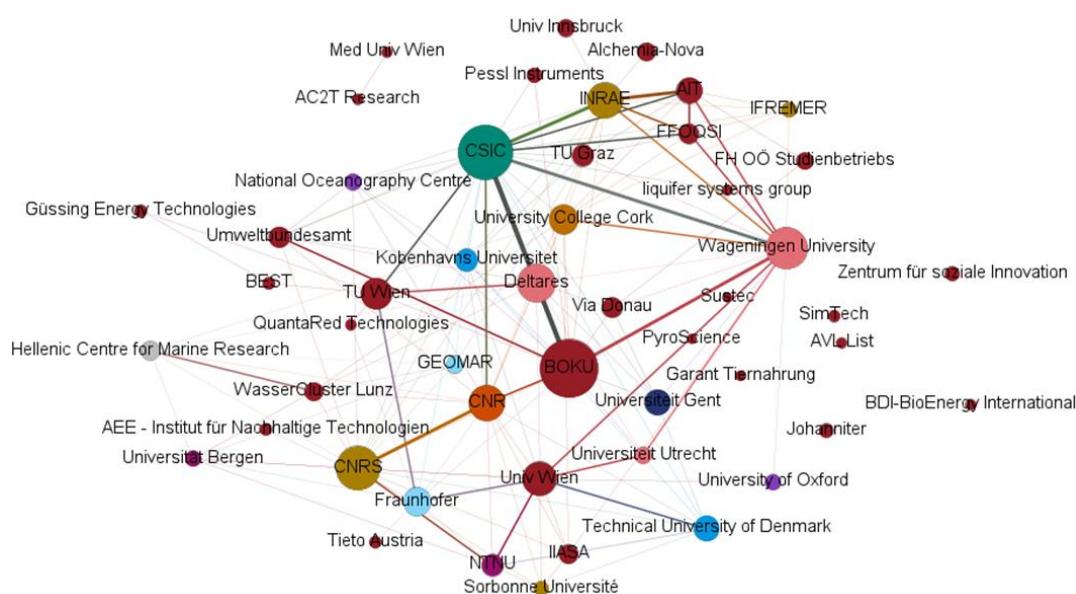 Univ Innsbruck
Med Univ Wien
Alchemia-Nova
Pessl Instruments
AC2T Research
INRAE
AIT
IFREMER
FFOQSI
CSIC
TU Graz
FH OÖ Studienbetriebs
National Oceanography Centre
liquifer systems group
Güssing Energy Technologies
University College Cork
Umweltbundesamt
Wageningen University
Kobenhavns Universitet
Zentrum für soziale Innovation
BEST
Deltares
TU Wien
Sustec
Via Donau
SimTech
QuantaRed Technologies
PyroScience
AVL List
Hellenic Centre for Marine Research
GEOMAR
BOKU
Garant Tiernahrung
WasserCluster Lunz
CNR
Universiteit Gent
BDI-BioEnergy International
AEE - Institut für Nachhaltige Technologien
Johanniter
Universitat Bergen
Universiteit Utrecht
CNRS
Univ Wien
University of Oxford
Fraunhofer
Technical University of Denmark
Tieto Austria
IIASA
NTNU
Sorbonne Université